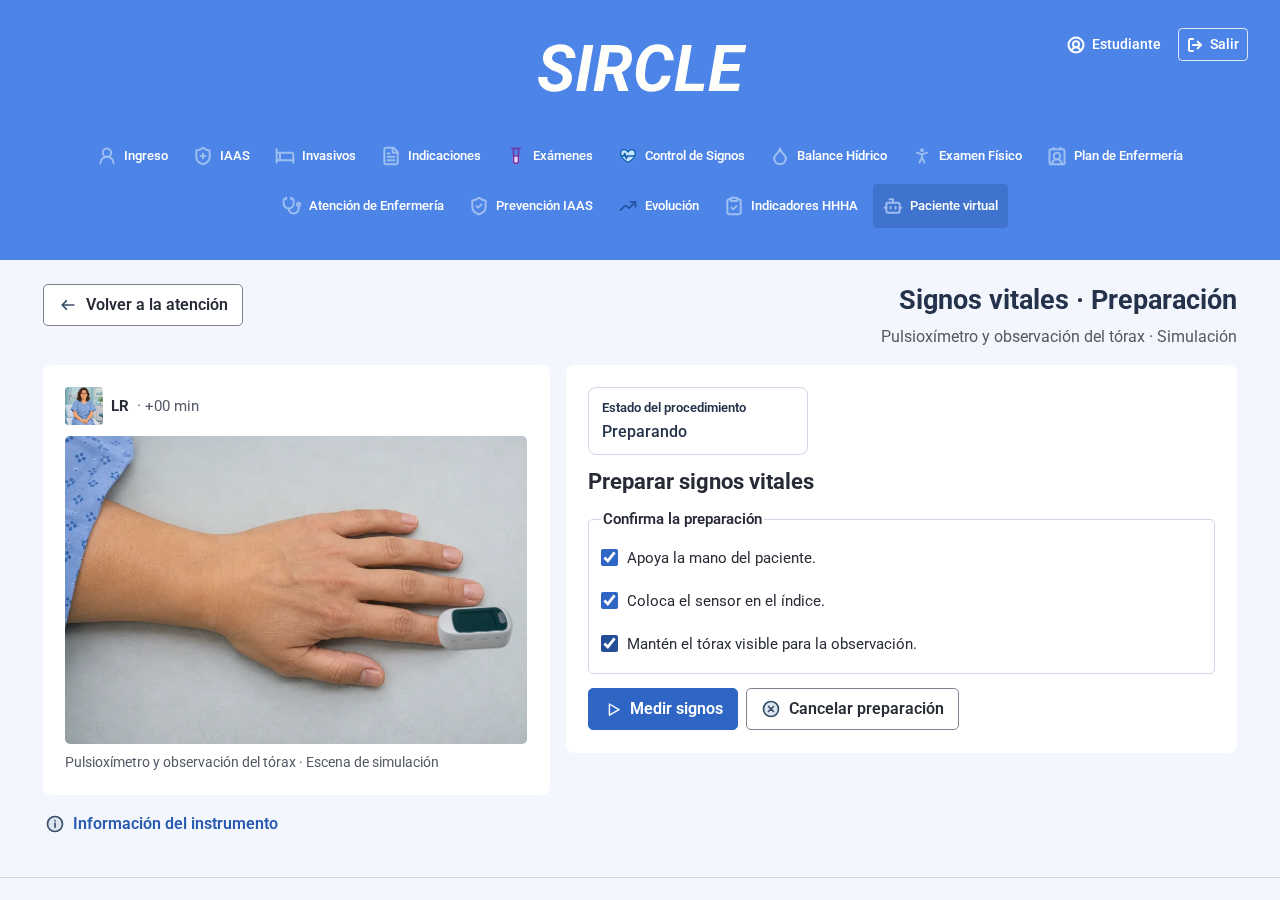 SIRCLE
Estudiante
Salir
Ingreso
IAAS
Invasivos
Indicaciones
Exámenes
Control de Signos
Balance Hídrico
Examen Físico
Plan de Enfermería
Atención de Enfermería
Prevención IAAS
Evolución
Indicadores HHHA
Paciente virtual
Volver a la atención
Signos vitales · Preparación
Pulsioxímetro y observación del tórax · Simulación
LR · +00 min
Pulsioxímetro y observación del tórax · Escena de simulación
Estado del procedimiento
Preparando
Preparar signos vitales
Confirma la preparación
Apoya la mano del paciente.
Coloca el sensor en el índice.
Mantén el tórax visible para la observación.
Medir signos
Cancelar preparación
Información del instrumento